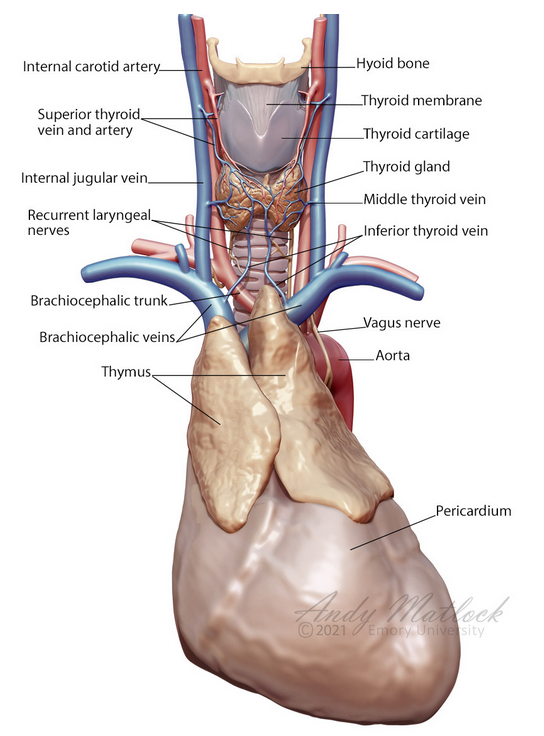 Internal carotid artery
Hyoid bone
Thyroid membrane
Superior thyroid
vein and artery
Thyroid cartilage
Thyroid gland
Internal jugular vein
Middle thyroid vein
Recurrent laryngeal
nerves
Inferior thyroid vein
Brachiocephalic trunk
Vagus nerve
Brachiocephalic veins
Aorta
Thymus
Pericardium
Andy Matlock
©2021 Emory University